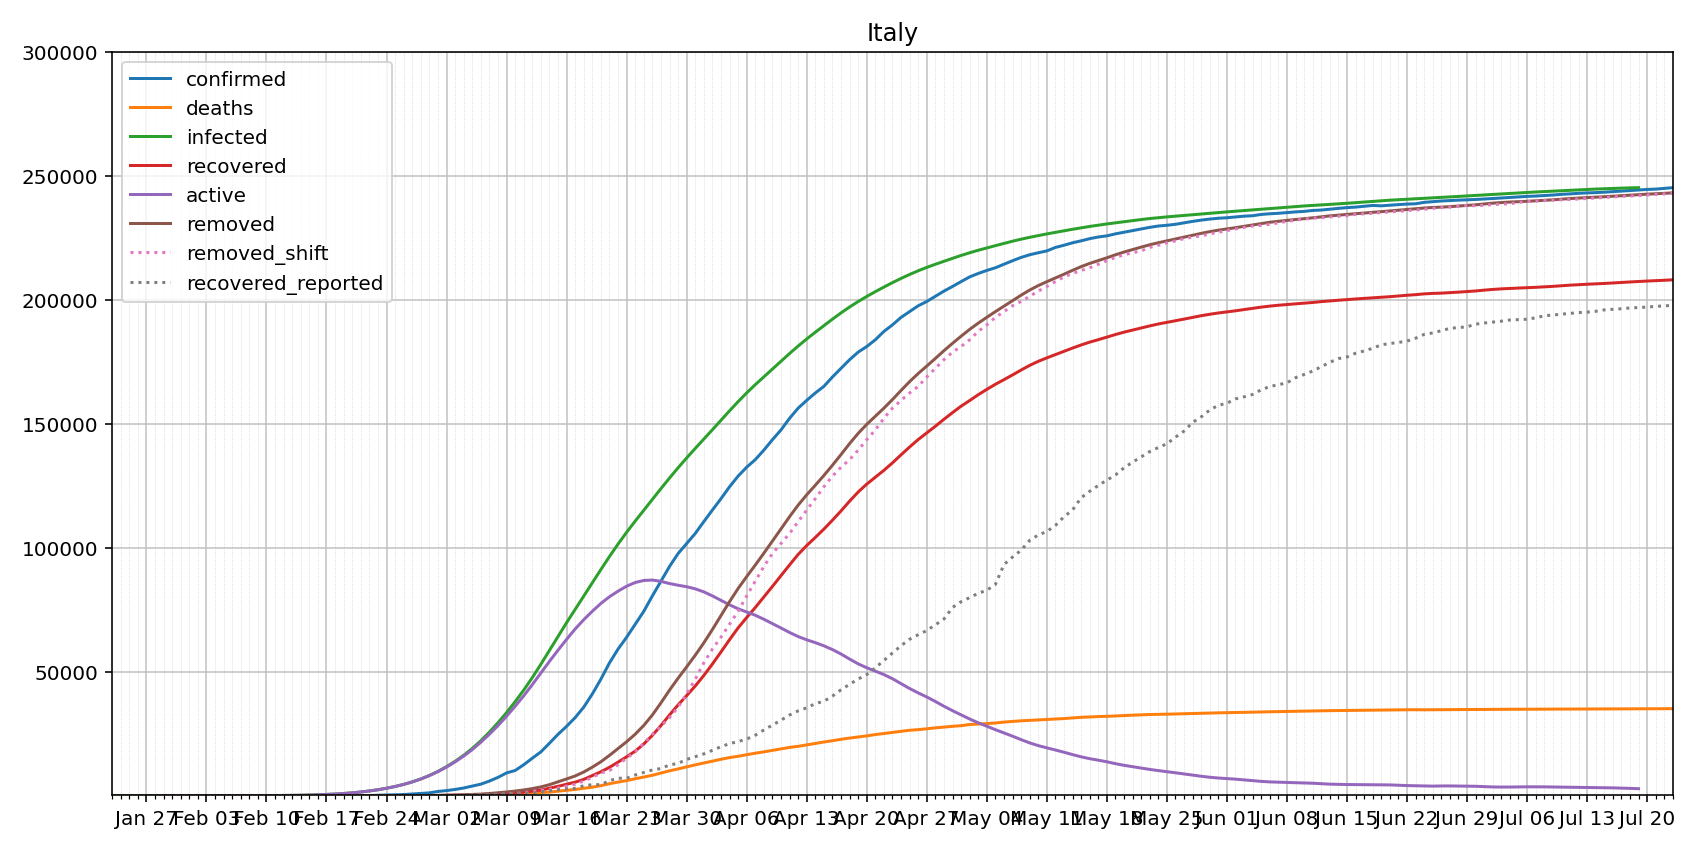 Italy
300000
250000
200000
150000
100000
50000
confirmed
deaths
infected
recovered
active
removed
removed_shift
recovered_reported
Jan 27 Feb 03 Feb 10 Feb 17 Feb 24 Mar 02 Mar 09 Mar 16 Mar 23 Mar 30 Apr 06 Apr 13 Apr 20 Apr 27 May 04 May 11 May 18 May 25 Jun 01 Jun 08 Jun 15 Jun 22 Jun 29 Jul 06 Jul 13 Jul 20